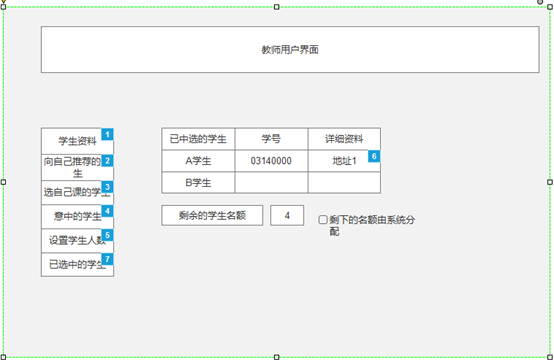 教师用户界面
学生资料 1
向自己推荐的 2
生
选自己课的学生 3
意中的学生 4
设置学生人数 5
已选中的学生 7
已中选的学生 学号 详细资料
A学生 03140000 地址1 6
B学生
剩余的学生名额 4
剩下的名额由系统分
配